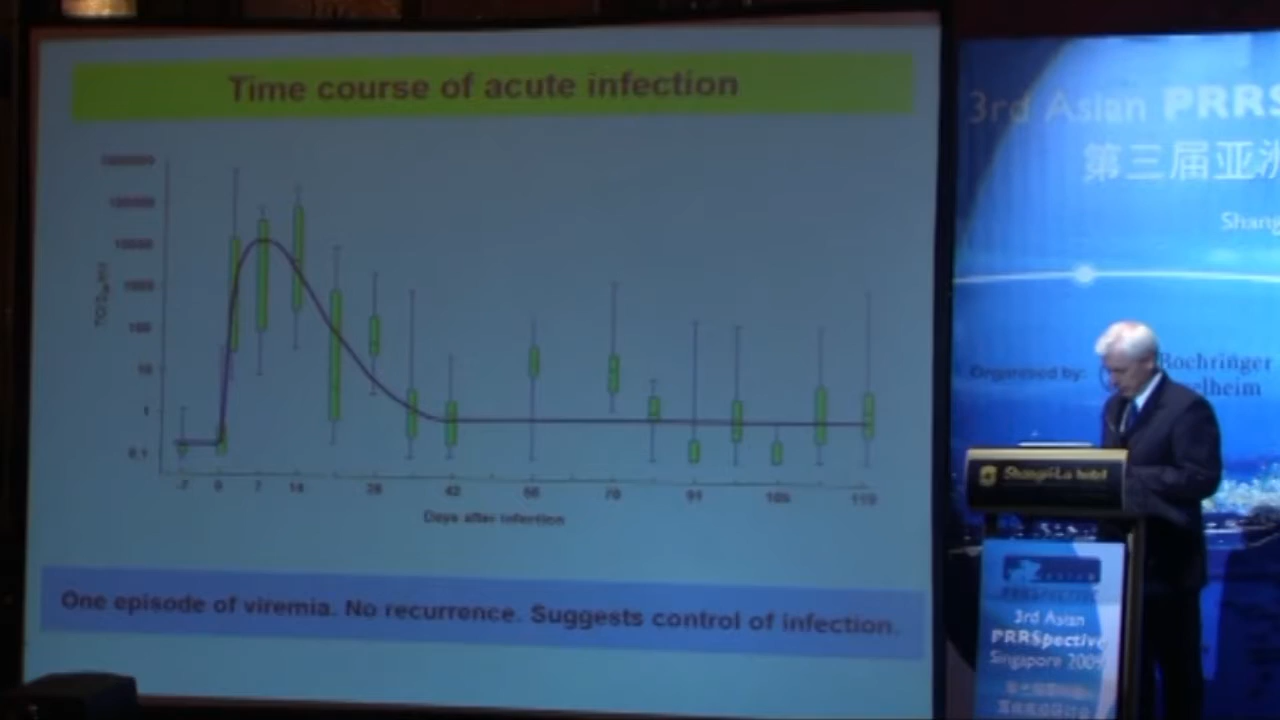 Time course of acute infection
1000000
100000
10000
1000
100
10
1
0.1
-7 0 7 14 28 42 56 70 91 105 119
Days after infection
One episode of viremia. No recurrence. Suggests control of infection.
3rd Asian PRRS
第三届亚洲
Shang
Organised by:
Boehringer
elheim
Shangri-La hotel
3rd Asian
PRRSpective
Singapore 2009